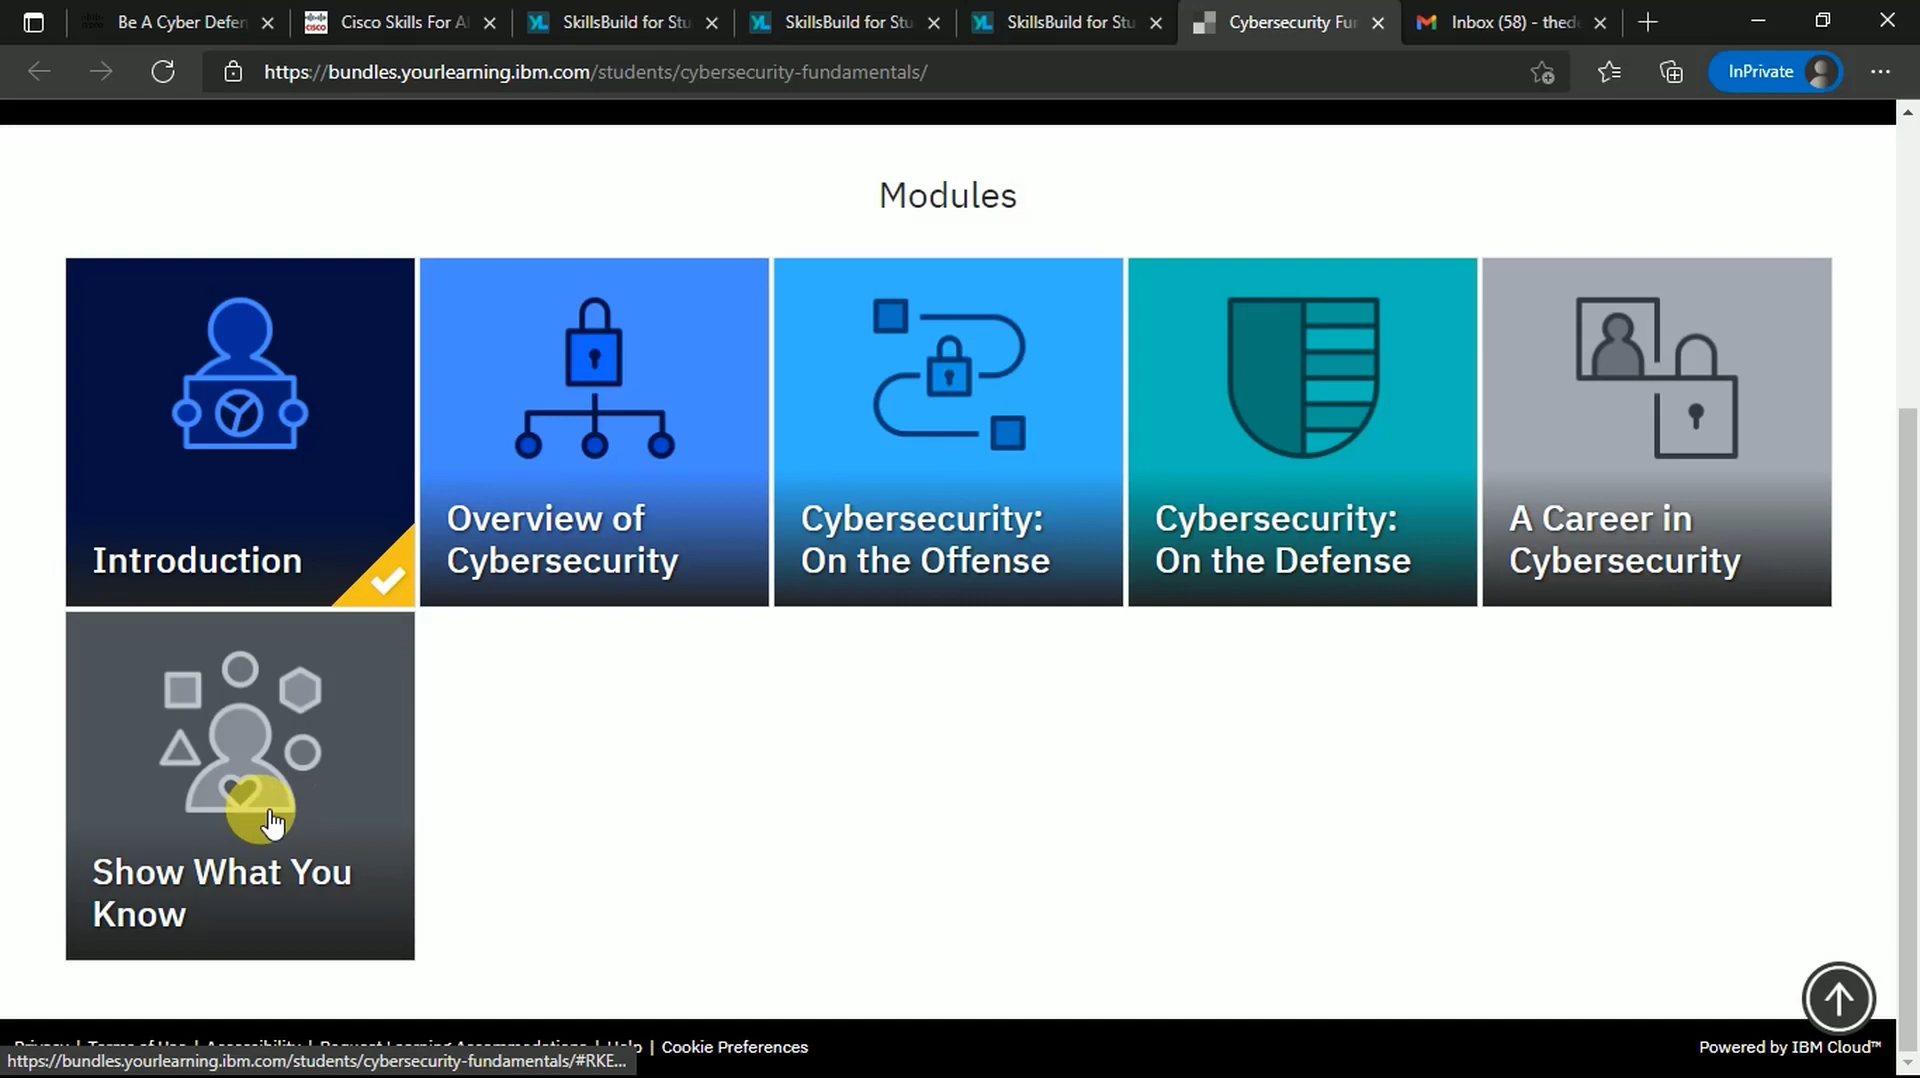 Be A Cyber Defen
Cisco Skills For Al
SkillsBuild for Stu
SkillsBuild for Stu
SkillsBuild for Stu
Cybersecurity Fu
Inbox (58) - thed
https://bundles.yourlearning.ibm.com/students/cybersecurity-fundamentals/
InPrivate
Modules
Introduction
Overview of
Cybersecurity
Cybersecurity:
On the Offense
Cybersecurity:
On the Defense
A Career in
Cybersecurity
Show What You
Know
| Cookie Preferences
Powered by IBM Cloud™
https://bundles.yourlearning.ibm.com/students/cybersecurity-fundamentals/#RKE...